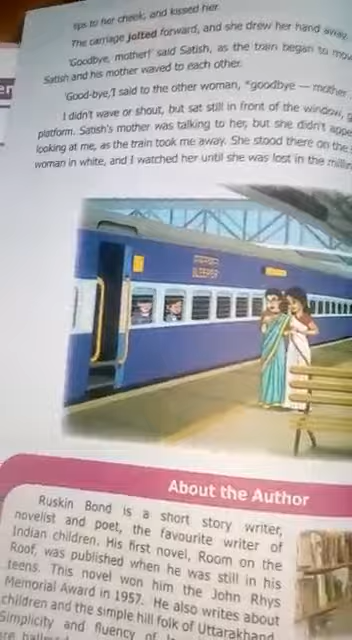 lips to her cheek, and kissed her.
The carriage jolted forward, and she drew her hand away.
'Goodbye, mother!' said Satish, as the train began to
Satish and his mother waved to each other.
'Good-bye,'I said to the other woman, "goodbye — mother
I didn't wave or shout, but sat still in front of the window,
platform. Satish's mother was talking to her, but she didn't
looking at me, as the train took me away. She stood there on the
woman in white, and I watched her until she was lost in the
SLEEPER
About the Author
Ruskin Bond is a short story writer,
novelist and poet, the favourite writer of
Indian children. His first novel, Room on the
Roof, was published when he was still in his
teens. This novel won him the John Rhys
Memorial Award in 1957. He also writes about
children and the simple hill folk of Uttarakhand.
Simplicity and fluency of